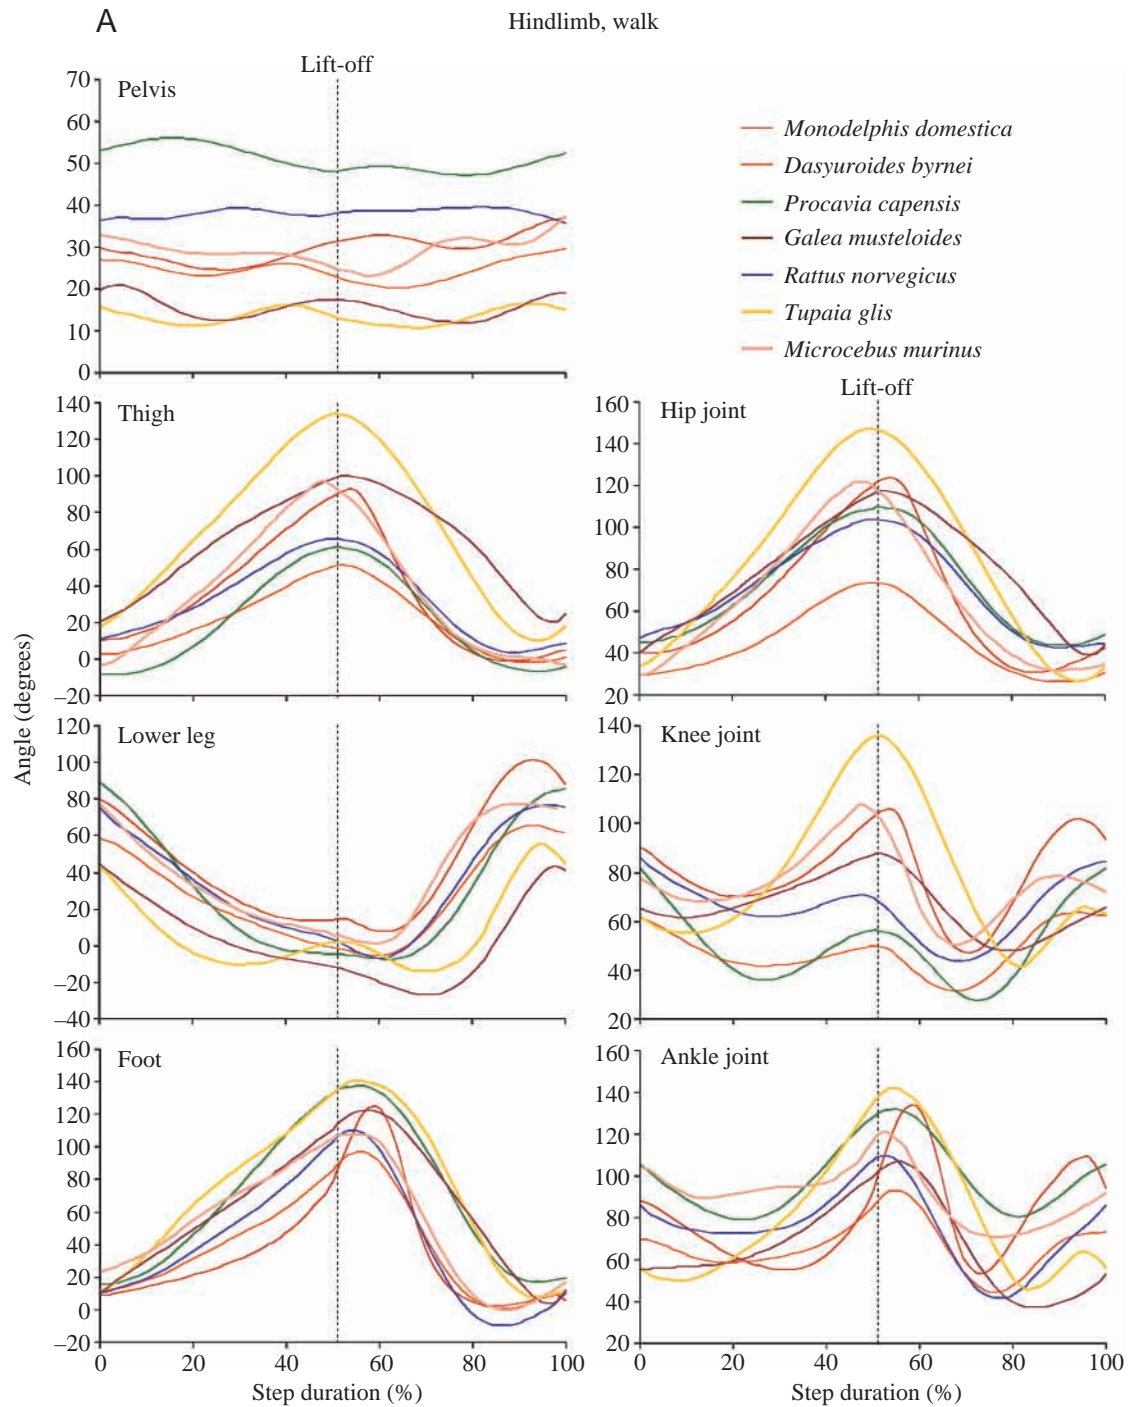 A
Hindlimb, walk
Lift-off
70
60
50
40
30
20
10
0
Pelvis
Monodelphis domestica
Dasyuroides byrnei
Procavia capensis
Galea musteloides
Rattus norvegicus
Tupaia glis
Microcebus murinus
Angle (degrees)
140
120
100
80
60
40
20
0
–20
Thigh
Lift-off
160
140
120
100
80
60
40
20
Hip joint
120
100
80
60
40
20
0
–20
–40
Lower leg
140
120
100
80
60
40
20
Knee joint
160
140
120
100
80
60
40
20
0
–20
Foot
0 20 40 60 80 100
Step duration (%)
160
140
120
100
80
60
40
20
Ankle joint
0 20 40 60 80 100
Step duration (%)